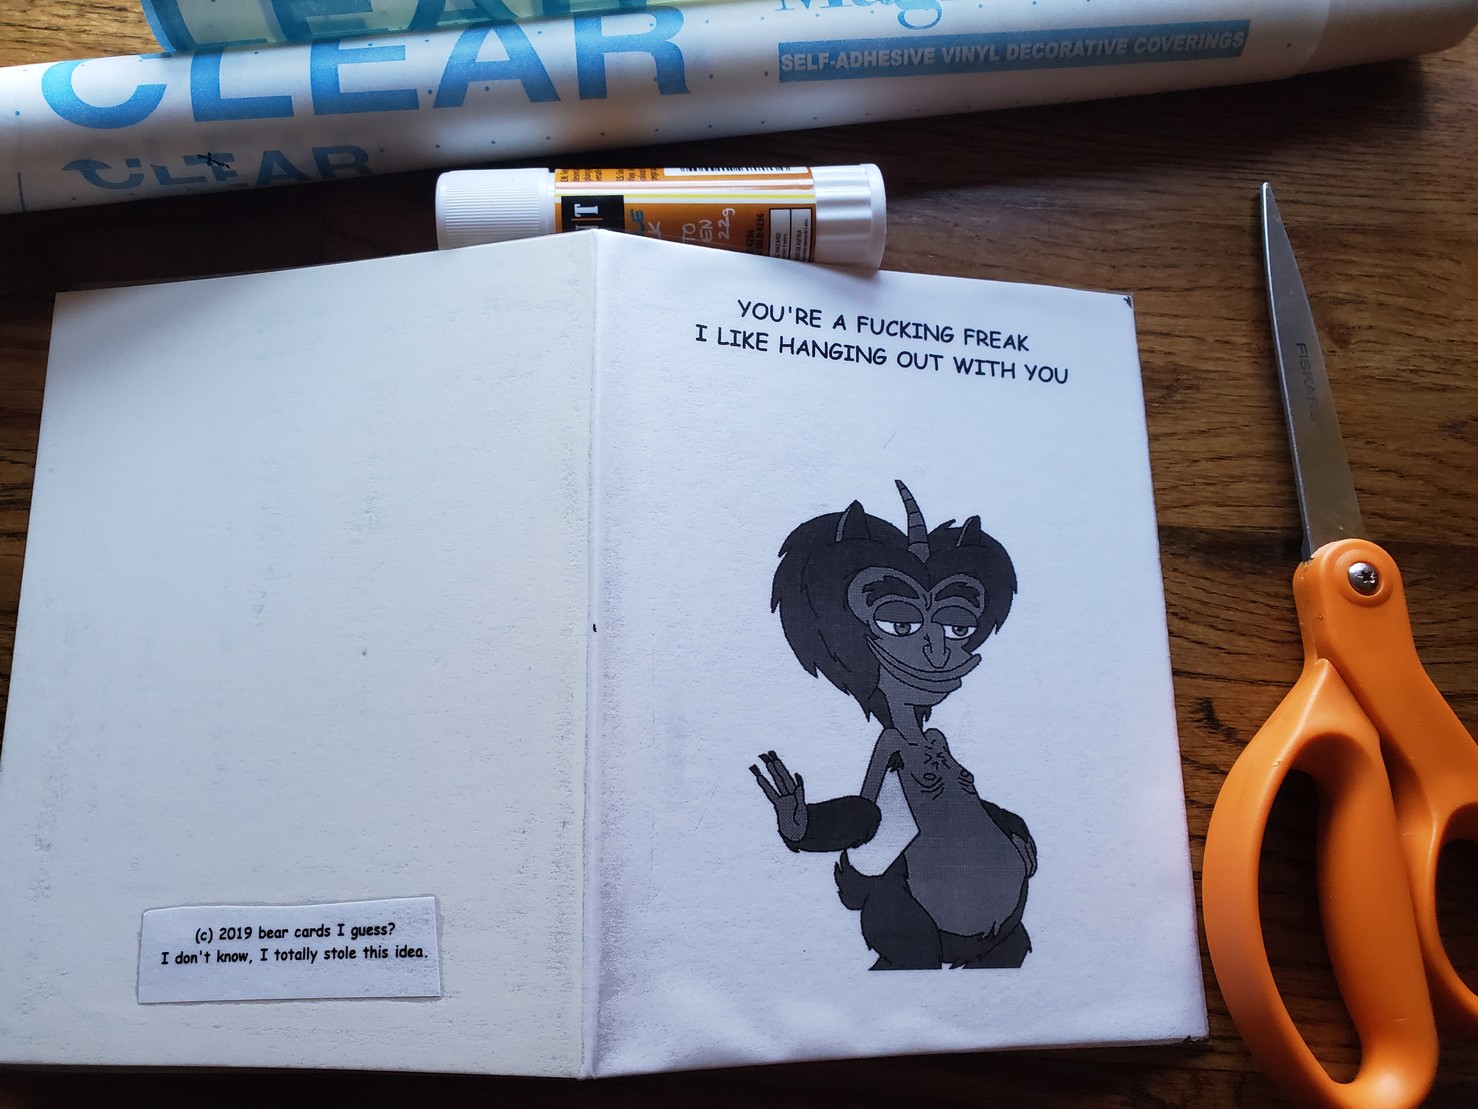 CLEAR
SELF-ADHESIVE VINYL DECORATIVE COVERINGS
CLEAR
22g
YOU'RE A FUCKING FREAK
I LIKE HANGING OUT WITH YOU
FISKARS
(c) 2019 bear cards I guess?
I don't know, I totally stole this idea.